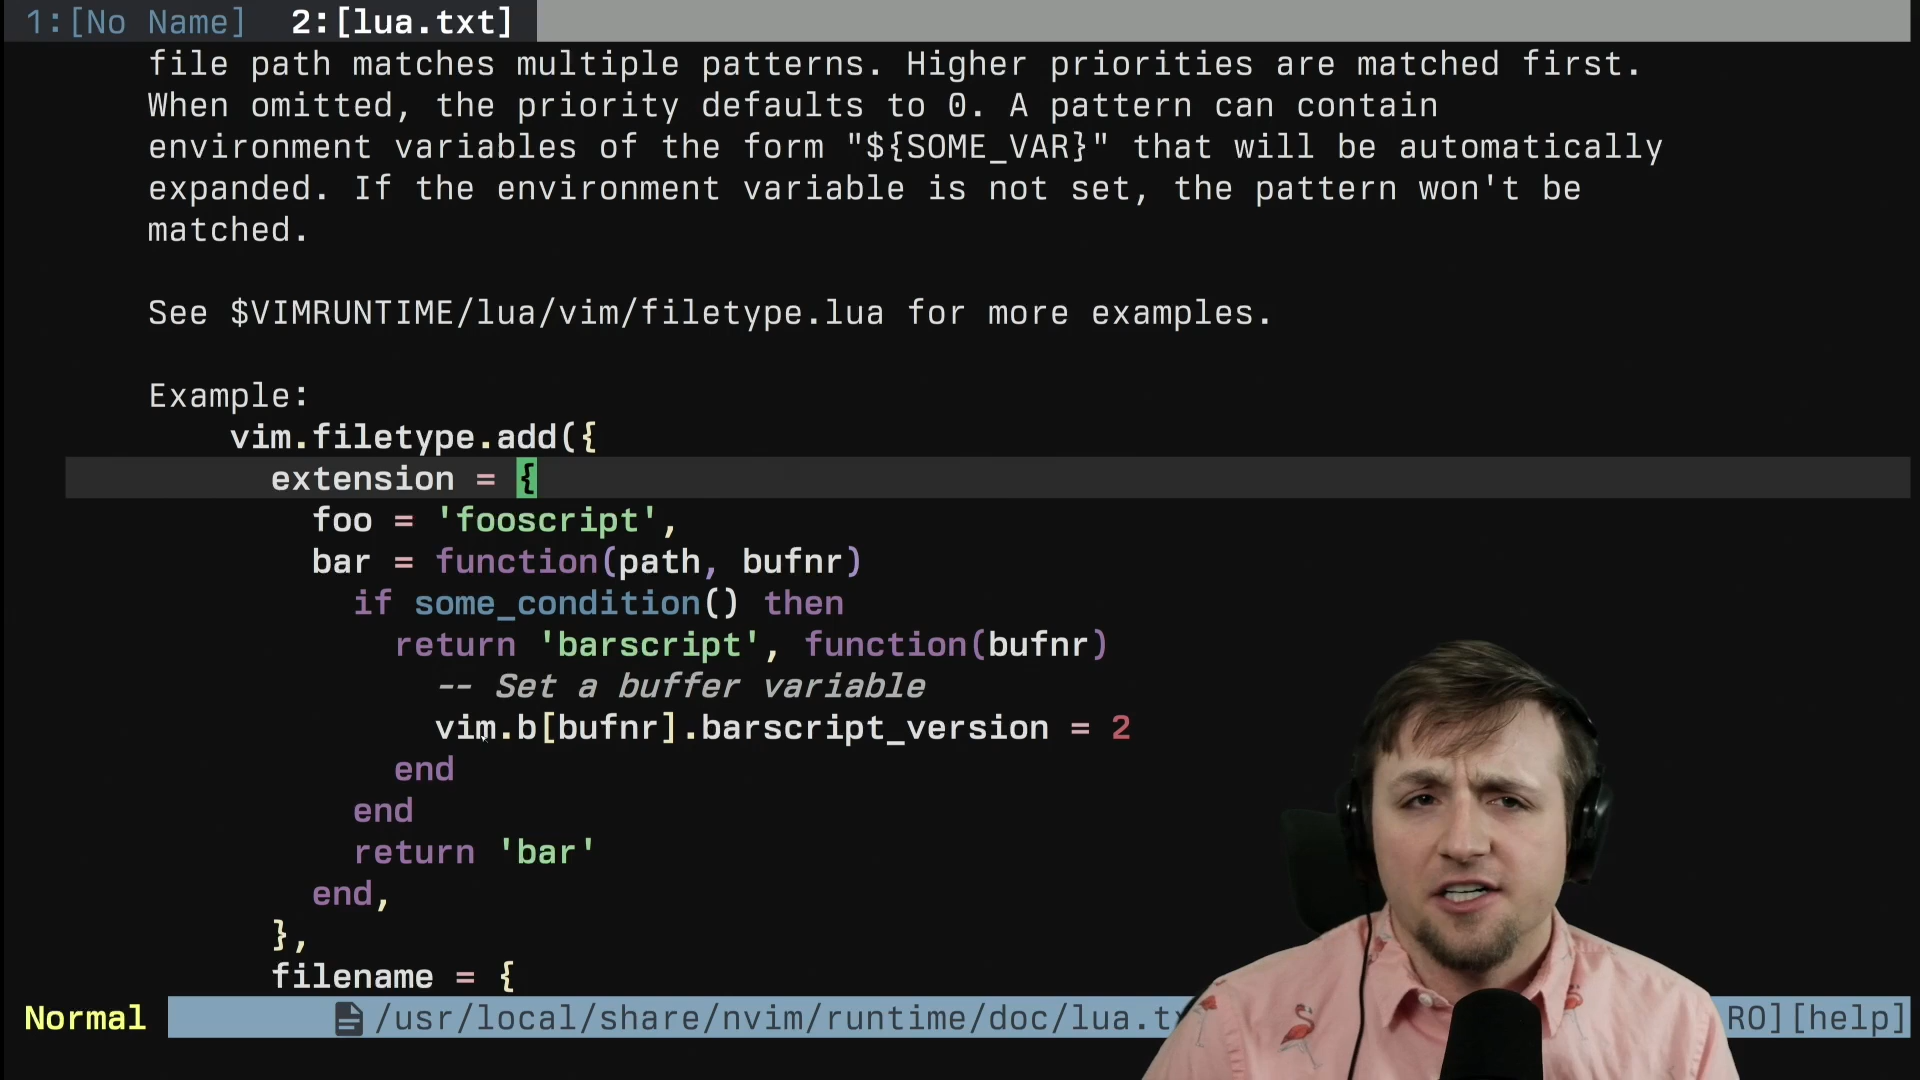 1:[No Name]  2:[lua.txt]
file path matches multiple patterns. Higher priorities are matched first.
When omitted, the priority defaults to 0. A pattern can contain
environment variables of the form "${SOME_VAR}" that will be automatically
expanded. If the environment variable is not set, the pattern won't be
matched.
See $VIMRUNTIME/lua/vim/filetype.lua for more examples.
Example:
vim.filetype.add({
extension = {
foo = 'fooscript',
bar = function(path, bufnr)
if some_condition() then
return 'barscript', function(bufnr)
-- Set a buffer variable
vim.b[bufnr].barscript_version = 2
end
end
return 'bar'
end,
},
filename = {
Normal /usr/local/share/nvim/runtime/doc/lua.t RO][help]